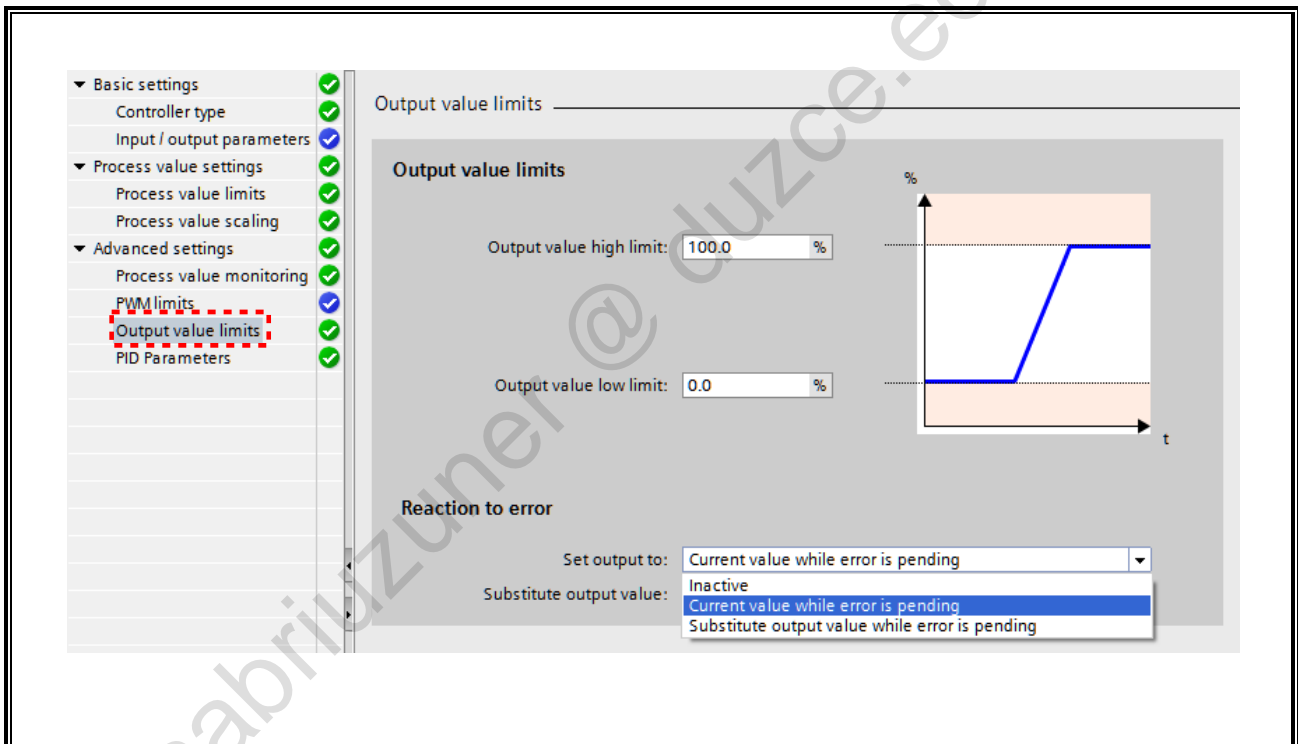 Basic settings
Controller type
Input / output parameters
Process value settings
Process value limits
Process value scaling
Advanced settings
Process value monitoring
PWM limits
Output value limits
PID Parameters
Output value limits
Output value limits
%
Output value high limit: 100.0 %
Output value low limit: 0.0 %
t
Reaction to error
Set output to: Current value while error is pending
Substitute output value:
Inactive
Current value while error is pending
Substitute output value while error is pending
abriuzuner @ duzce.ed